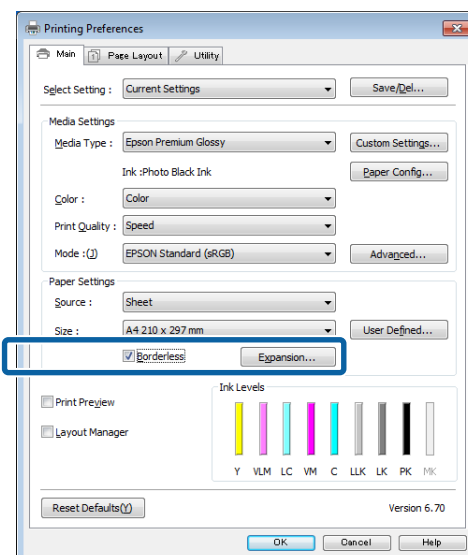 Printing Preferences
Main Page Layout Utility
Select Setting : Current Settings Save/Del...
Media Settings
Media Type : Epson Premium Glossy Custom Settings...
Ink :Photo Black Ink Paper Config...
Color : Color
Print Quality : Speed
Mode :(J) EPSON Standard (sRGB) Advanced...
Paper Settings
Source : Sheet
Size : A4 210 x 297 mm User Defined...
Borderless Expansion...
Ink Levels
Print Preview
Layout Manager
Y VLM LC VM C LLK LK PK MK
Reset Defaults(Y) Version 6.70
OK Cancel Help